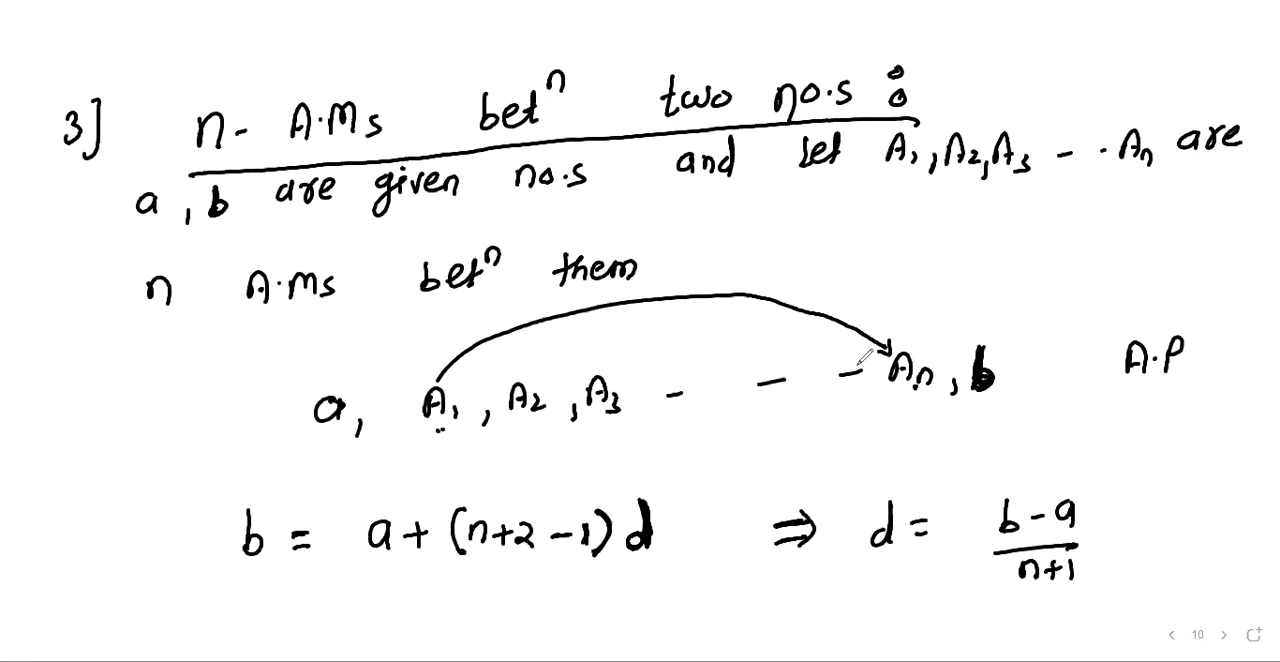 3] n- A.Ms betⁿ two no.s :
a, b are given no.s and let A₁, A₂, A₃ - - . Aₙ are
n A.Ms betⁿ them
a, A₁, A₂, A₃ - - - Aₙ, b A.P
b = a + (n+2-1)d ⇒ d = (b-a)/(n+1)
10